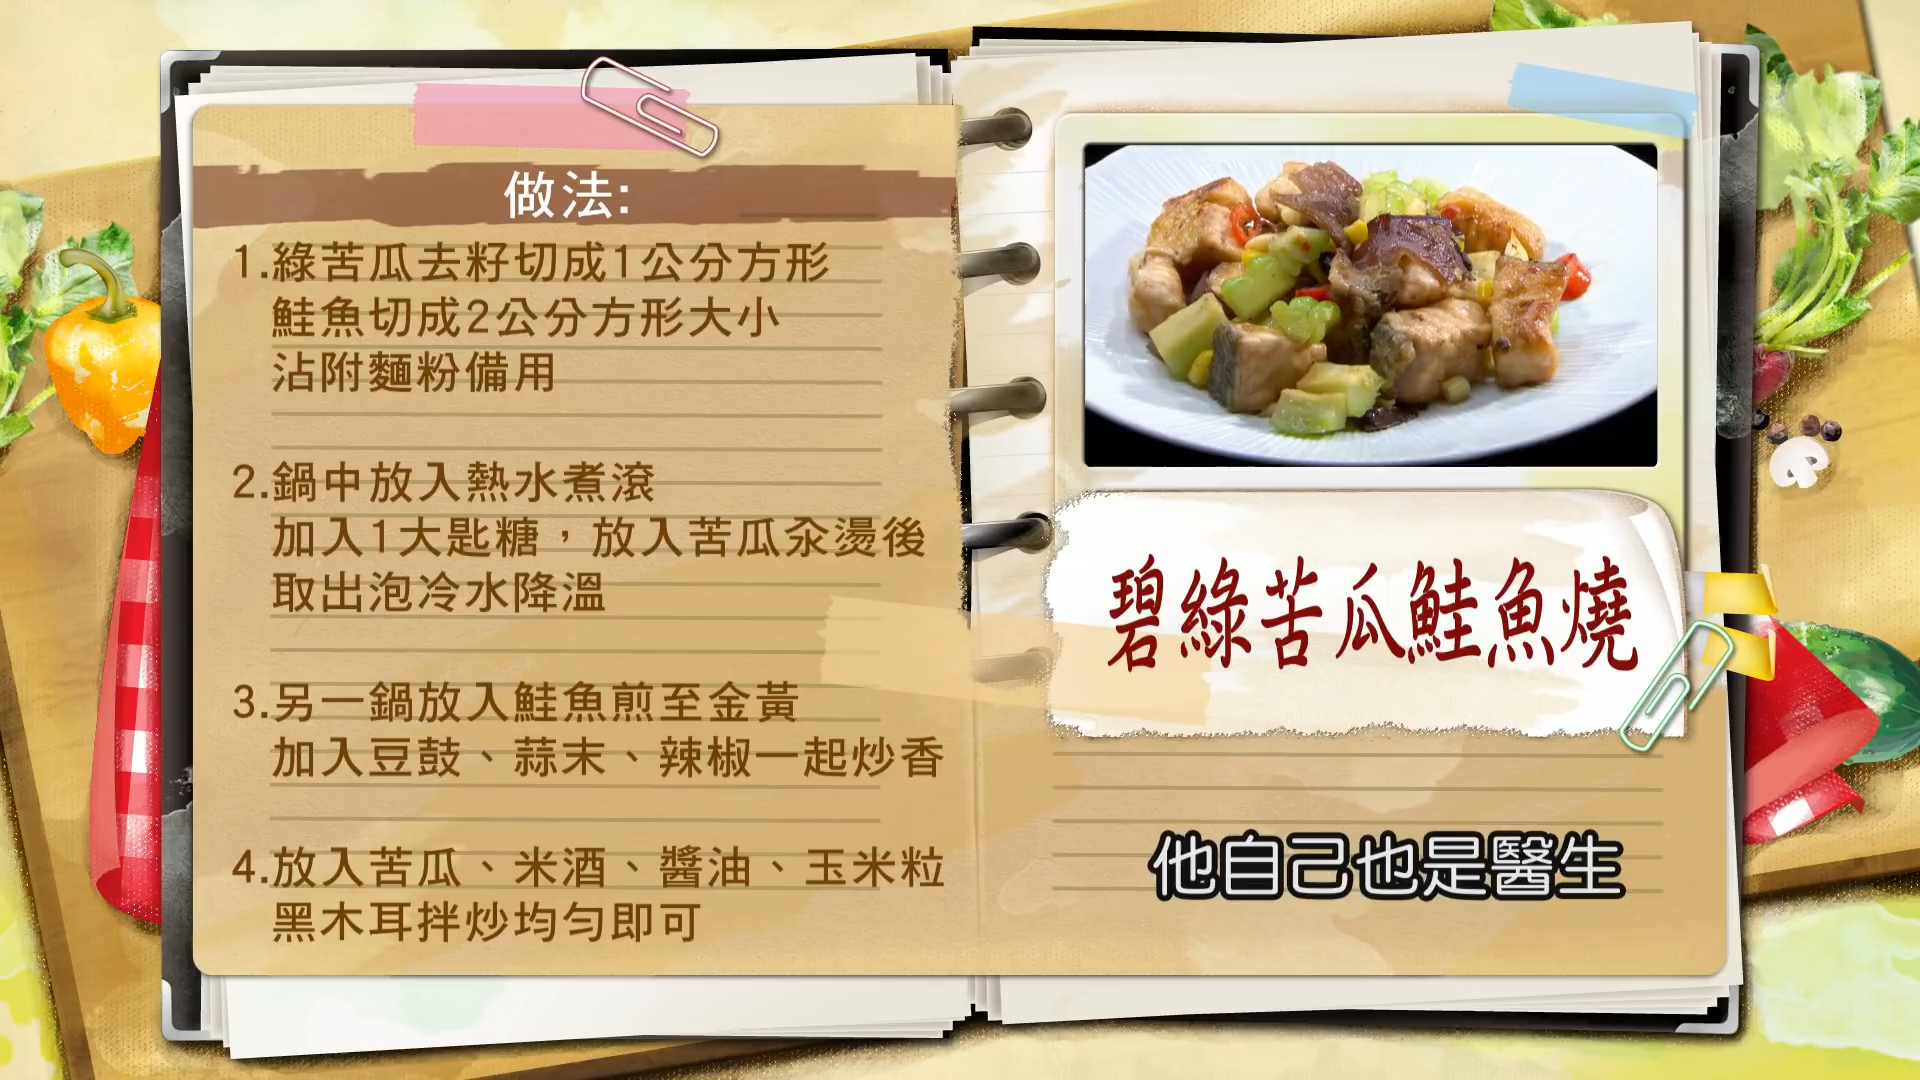 做法:
1.綠苦瓜去籽切成1公分方形
鮭魚切成2公分方形大小
沾附麵粉備用
2.鍋中放入熱水煮滾
加入1大匙糖，放入苦瓜汆燙後
取出泡冷水降溫
3.另一鍋放入鮭魚煎至金黃
加入豆鼓、蒜末、辣椒一起炒香
4.放入苦瓜、米酒、醬油、玉米粒
黑木耳拌炒均勻即可
碧綠苦瓜鮭魚燒
他自己也是醫生